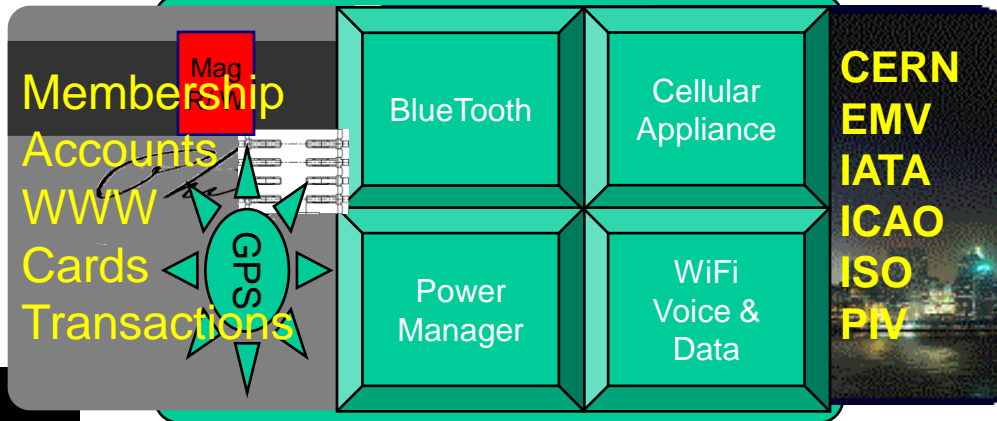 Mag
R/W
Membership
Accounts
WWW
Cards
Transactions
GPS
BlueTooth
Cellular
Appliance
Power
Manager
WiFi
Voice &
Data
CERN
EMV
IATA
ICAO
ISO
PIV